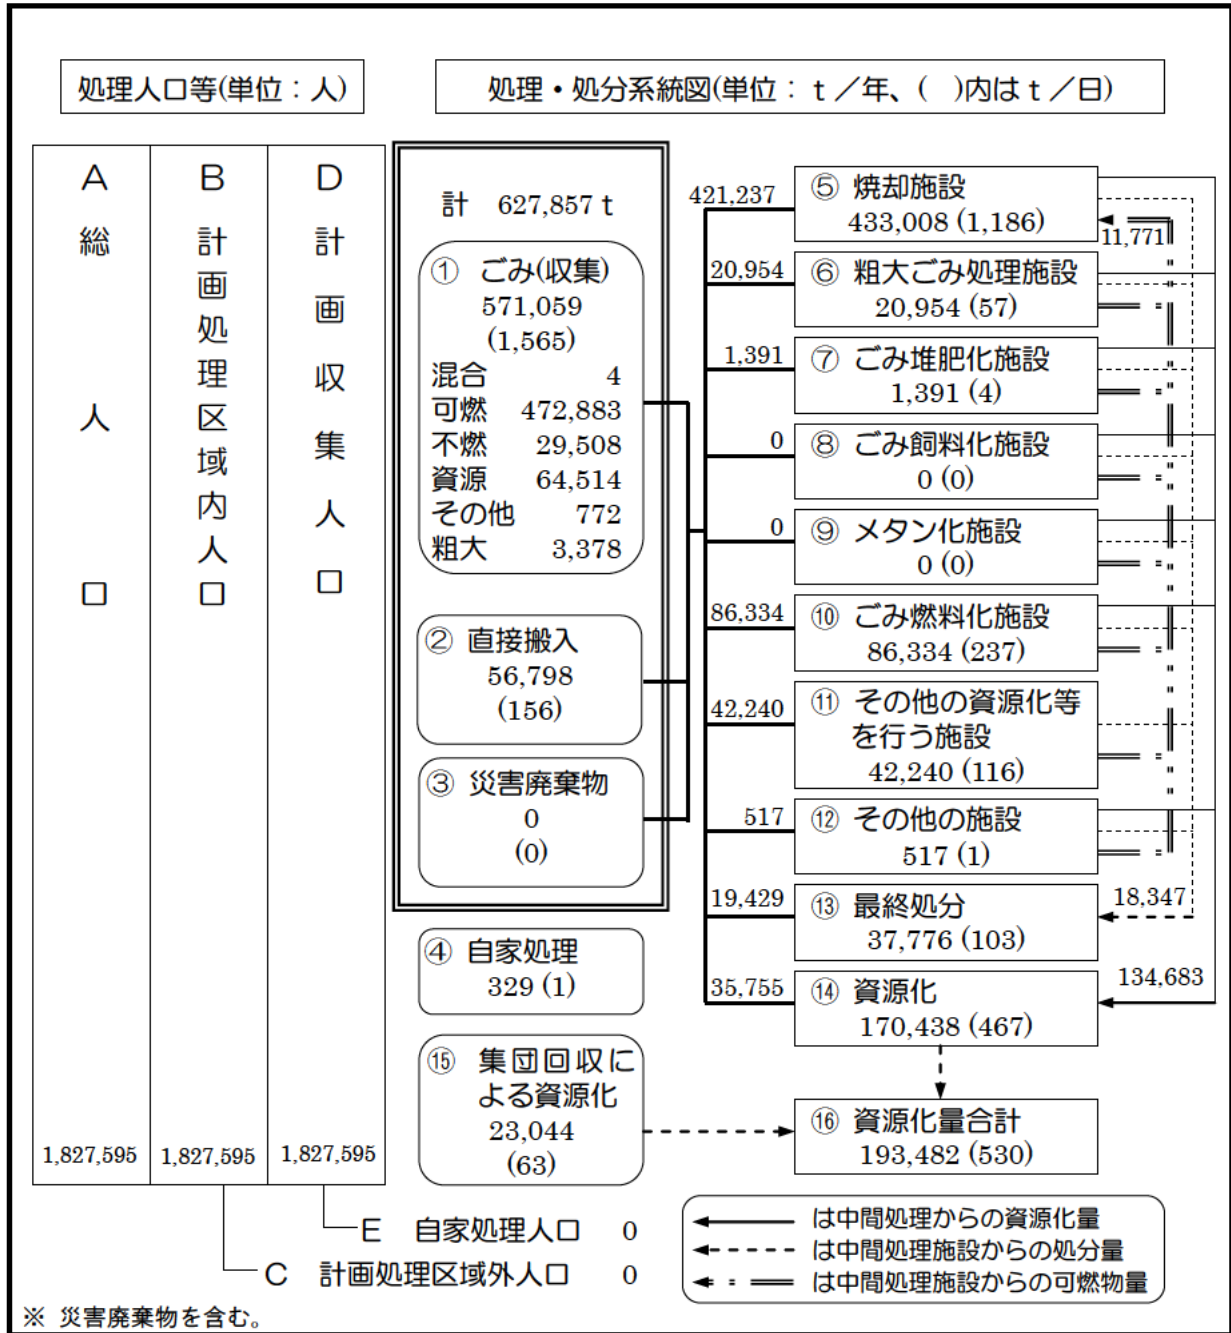 処理人口等(単位：人)
処理・処分系統図(単位：ｔ／年、(　)内はｔ／日)
A 総人口
1,827,595
B 計画処理区域内人口
1,827,595
D 計画収集人口
1,827,595
E 自家処理人口 0
C 計画処理区域外人口 0
計 627,857 t
① ごみ(収集)
571,059
(1,565)
混合 4
可燃 472,883
不燃 29,508
資源 64,514
その他 772
粗大 3,378
② 直接搬入
56,798
(156)
③ 災害廃棄物
0
(0)
④ 自家処理
329 (1)
⑮ 集団回収に
よる資源化
23,044
(63)
421,237
⑤ 焼却施設
433,008 (1,186)
11,771
20,954
⑥ 粗大ごみ処理施設
20,954 (57)
1,391
⑦ ごみ堆肥化施設
1,391 (4)
0
⑧ ごみ飼料化施設
0 (0)
0
⑨ メタン化施設
0 (0)
86,334
⑩ ごみ燃料化施設
86,334 (237)
42,240
⑪ その他の資源化等
を行う施設
42,240 (116)
517
⑫ その他の施設
517 (1)
19,429
⑬ 最終処分
37,776 (103)
18,347
35,755
⑭ 資源化
170,438 (467)
134,683
⑯ 資源化量合計
193,482 (530)
は中間処理からの資源化量
は中間処理施設からの処分量
は中間処理施設からの可燃物量
※ 災害廃棄物を含む。